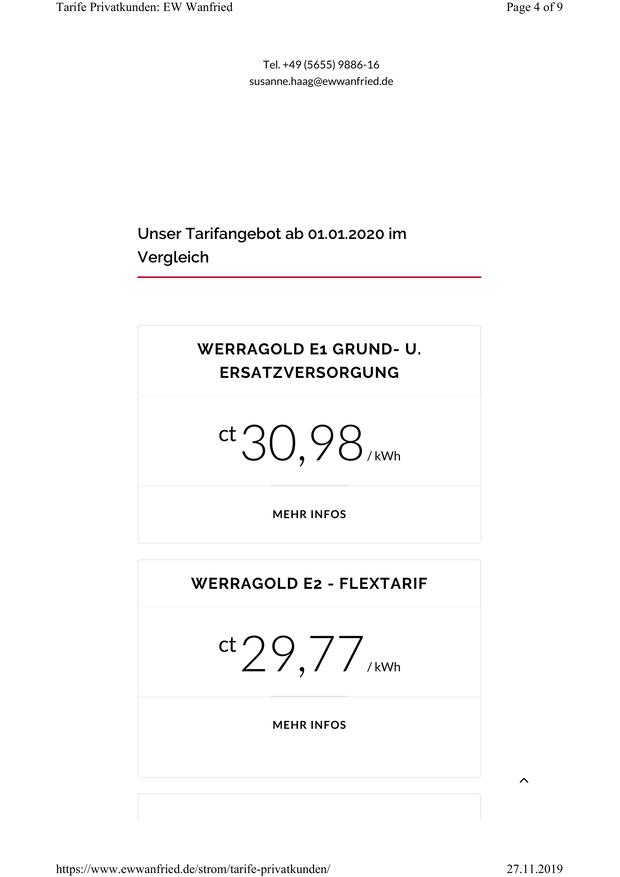 Tarife Privatkunden: EW Wanfried Page 4 of 9
Tel. +49 (5655) 9886-16
susanne.haag@ewwanfried.de
Unser Tarifangebot ab 01.01.2020 im
Vergleich
WERRAGOLD E1 GRUND- U.
ERSATZVERSORGUNG
ct 30,98 / kWh
MEHR INFOS
WERRAGOLD E2 - FLEXTARIF
ct 29,77 / kWh
MEHR INFOS
https://www.ewwanfried.de/strom/tarife-privatkunden/ 27.11.2019